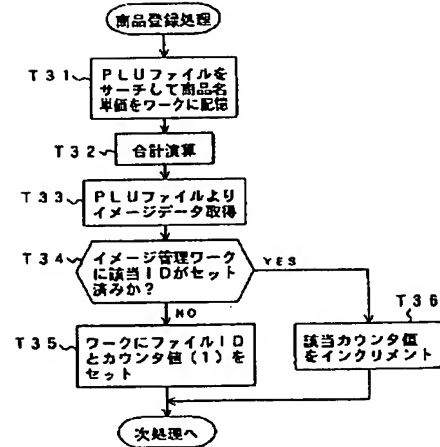 商品登録処理
T31
PLUファイルを
サーチして商品名
単価をワークに記憶
T32
合計演算
T33
PLUファイルより
イメージデータ取得
T34
イメージ管理ワーク
に該当IDがセット
済みか?
YES
NO
T35
ワークにファイルID
とカウンタ値(1)を
セット
T36
該当カウンタ値
をインクリメント
次処理へ